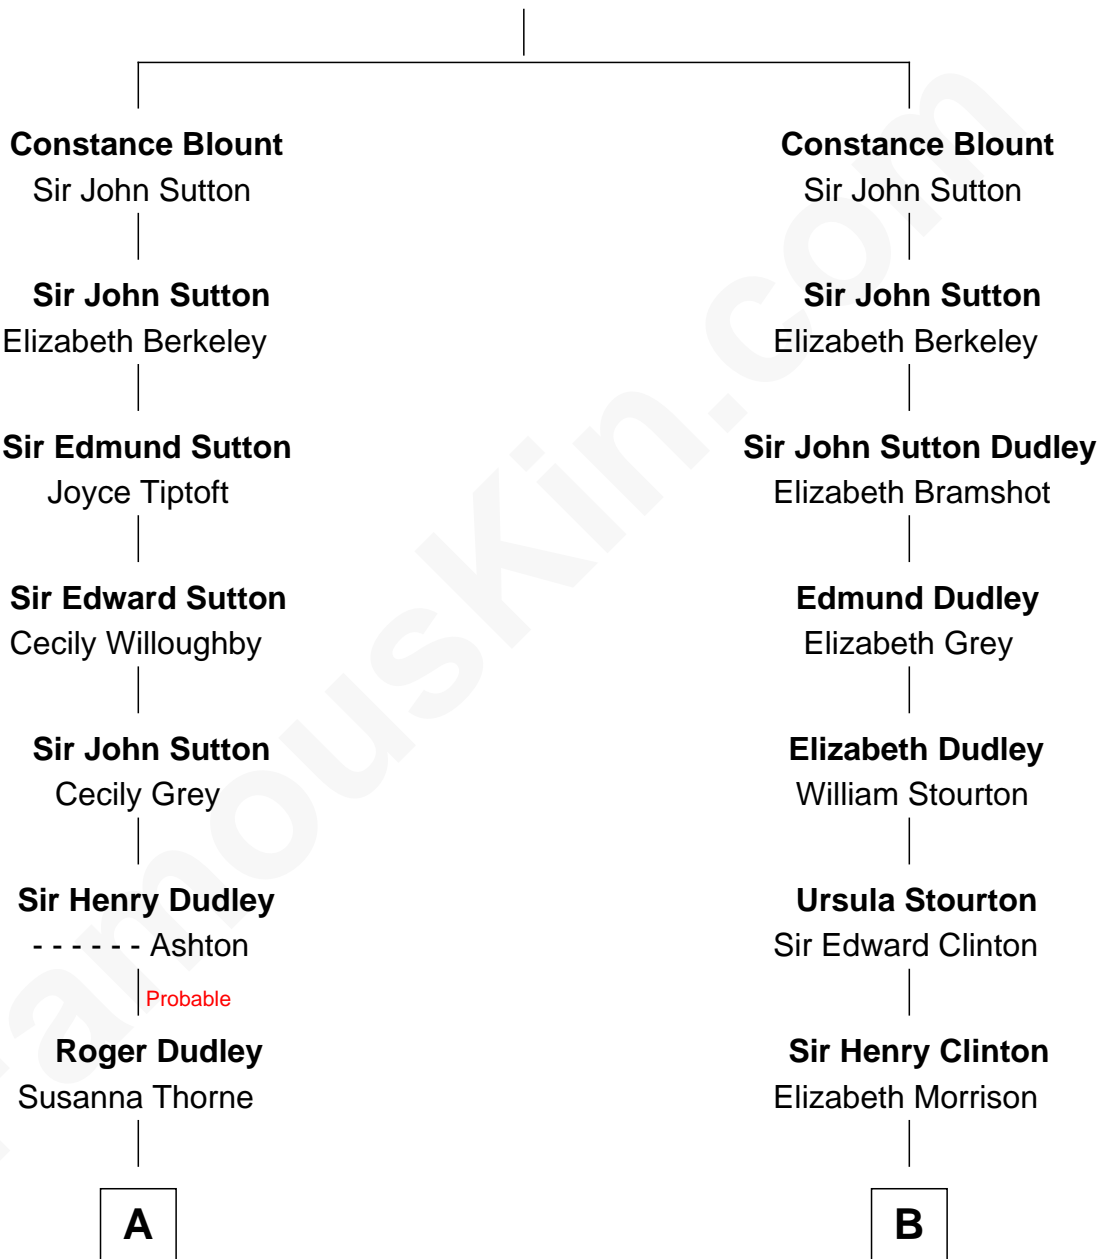 Constance Blount
Sir John Sutton
Sir John Sutton
Elizabeth Berkeley
Sir Edmund Sutton
Joyce Tiptoft
Sir Edward Sutton
Cecily Willoughby
Sir John Sutton
Cecily Grey
Sir Henry Dudley
- - - - - - Ashton
Probable
Roger Dudley
Susanna Thorne
A
Constance Blount
Sir John Sutton
Sir John Sutton
Elizabeth Berkeley
Sir John Sutton Dudley
Elizabeth Bramshot
Edmund Dudley
Elizabeth Grey
Elizabeth Dudley
William Stourton
Ursula Stourton
Sir Edward Clinton
Sir Henry Clinton
Elizabeth Morrison
B
FamousKin.com